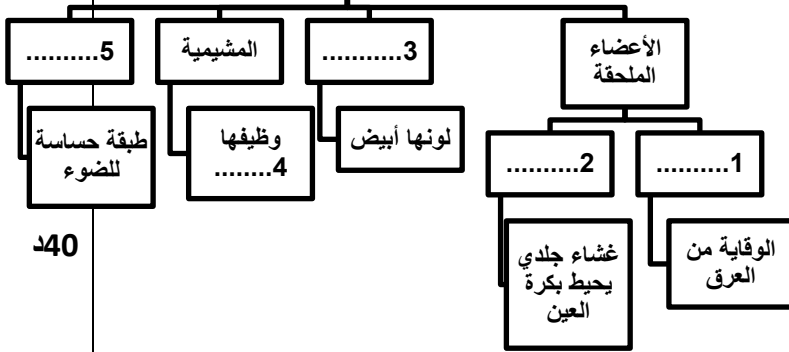 الأعضاء
الملحقة
3..........
المشيمية
5..........
1..........
2..........
لونها أبيض
وظيفها
4........
طبقة حساسة
للضوء
الوقاية من
العرق
غشاء جلدي
يحيط بكرة
العين
40د